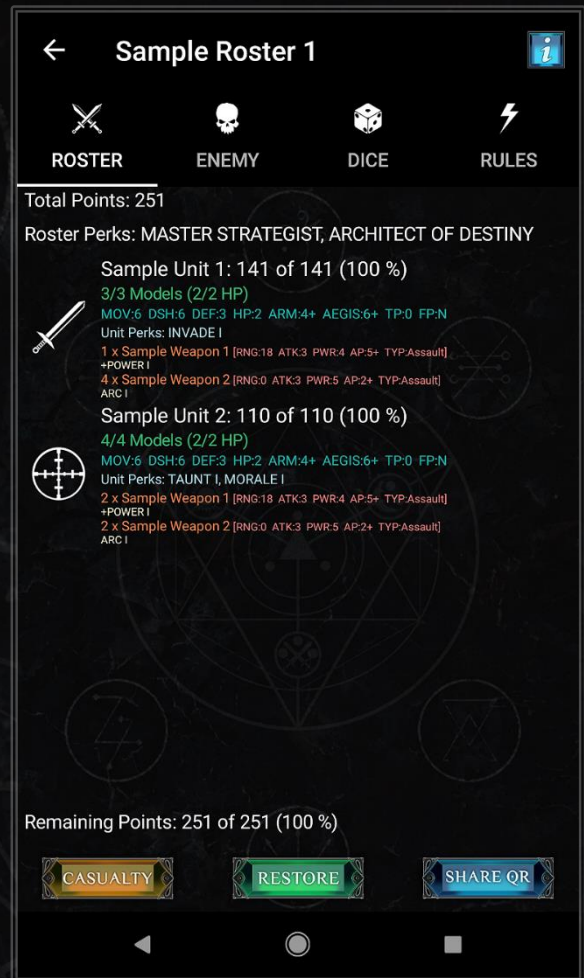 Sample Roster 1
i
ROSTER ENEMY DICE RULES
Total Points: 251
Roster Perks: MASTER STRATEGIST, ARCHITECT OF DESTINY
Sample Unit 1: 141 of 141 (100 %)
3/3 Models (2/2 HP)
MOV:6 DSH:6 DEF:3 HP:2 ARM:4+ AEGIS:6+ TP:0 FP:N
Unit Perks: INVADE I
1 x Sample Weapon 1 [RNG:18 ATK:3 PWR:4 AP:5+ TYP:Assault]
+POWER I
4 x Sample Weapon 2 [RNG:0 ATK:3 PWR:5 AP:2+ TYP:Assault]
ARC I
Sample Unit 2: 110 of 110 (100 %)
4/4 Models (2/2 HP)
MOV:6 DSH:6 DEF:3 HP:2 ARM:4+ AEGIS:6+ TP:0 FP:N
Unit Perks: TAUNT I, MORALE I
2 x Sample Weapon 1 [RNG:18 ATK:3 PWR:4 AP:5+ TYP:Assault]
+POWER I
2 x Sample Weapon 2 [RNG:0 ATK:3 PWR:5 AP:2+ TYP:Assault]
ARC I
Remaining Points: 251 of 251 (100 %)
CASUALTY RESTORE SHARE QR